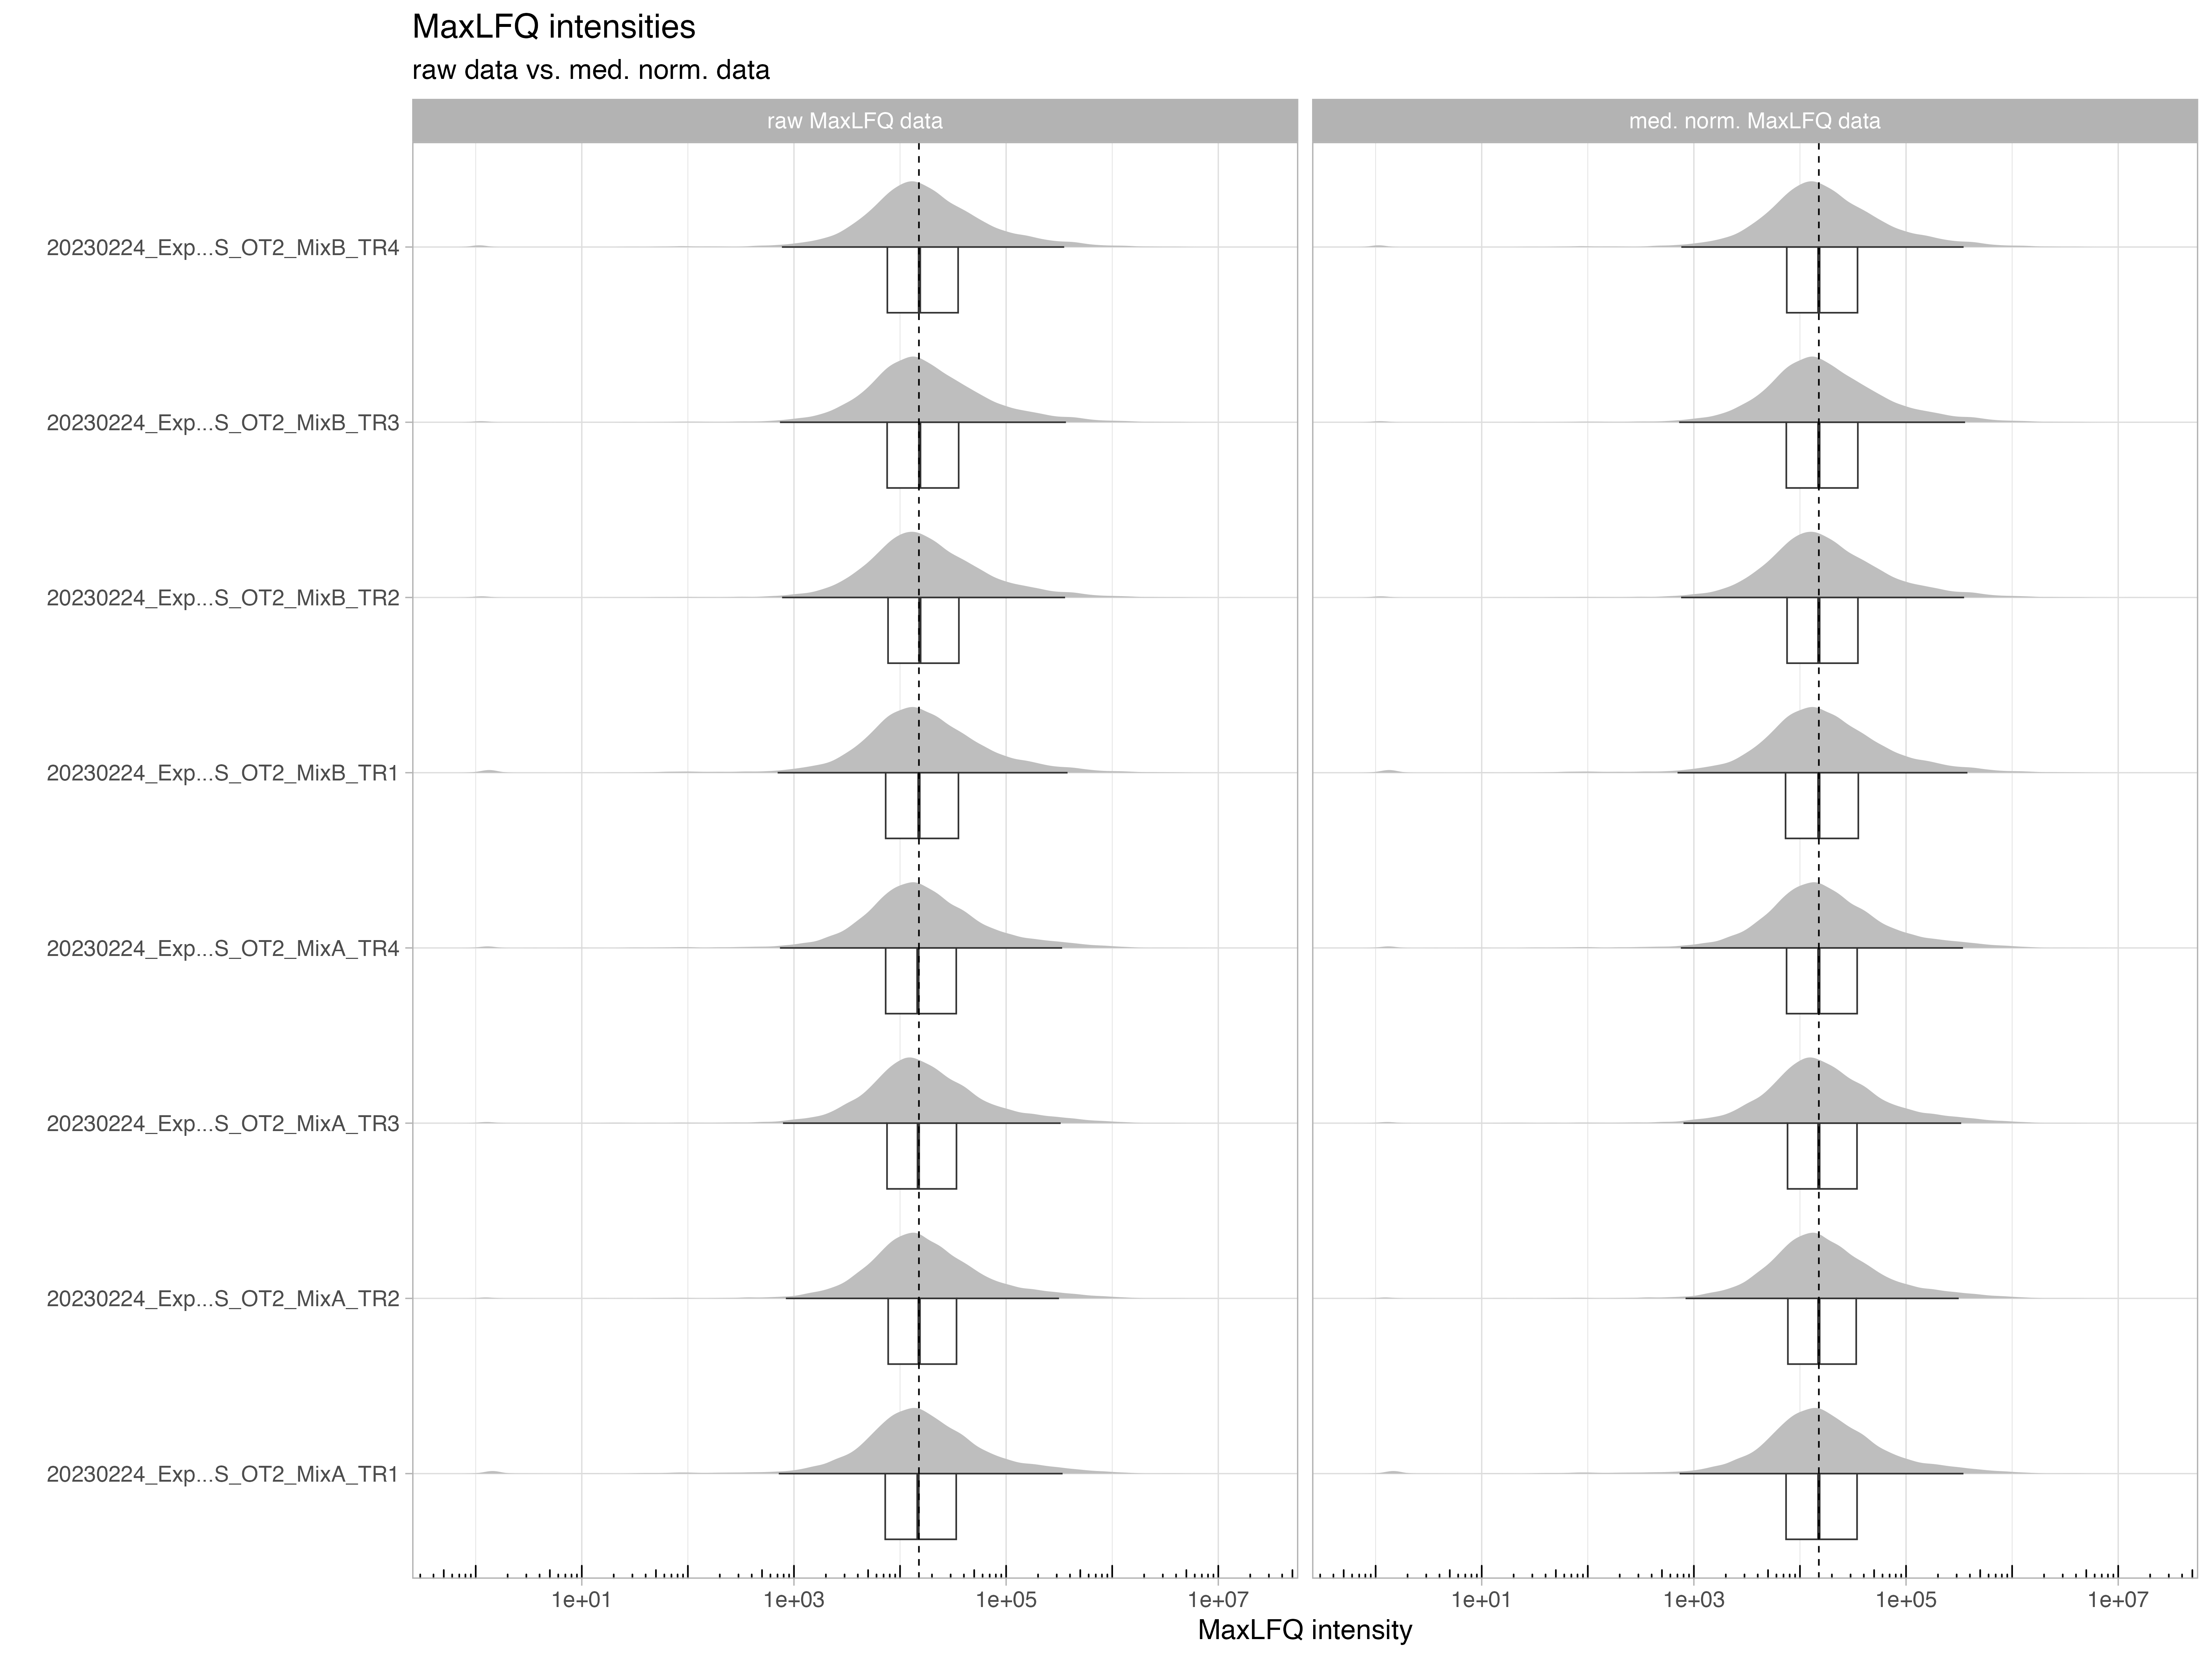 MaxLFQ intensities
raw data vs. med. norm. data
raw MaxLFQ data
med. norm. MaxLFQ data
20230224_Exp...S_OT2_MixB_TR4
20230224_Exp...S_OT2_MixB_TR3
20230224_Exp...S_OT2_MixB_TR2
20230224_Exp...S_OT2_MixB_TR1
20230224_Exp...S_OT2_MixA_TR4
20230224_Exp...S_OT2_MixA_TR3
20230224_Exp...S_OT2_MixA_TR2
20230224_Exp...S_OT2_MixA_TR1
1e+01 1e+03 1e+05 1e+07 1e+01 1e+03 1e+05 1e+07
MaxLFQ intensity